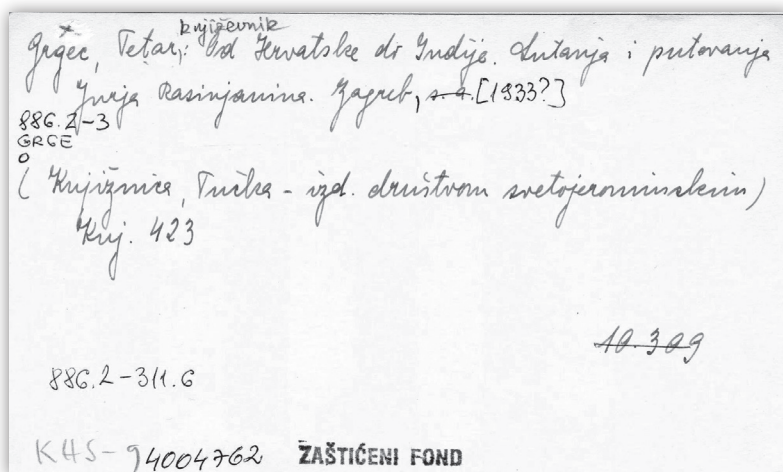 književnik
Grgec, Petar,: Od Hrvatske do Indije. Lutanja i putovanja
Jurja Rasinjanina. Zagreb, s. a. [1933?]
886.2-3
GRGE
O
( Knjižnica, Pučka - izd. društvom svetojeronimskim )
Knj. 423
10.309
886.2-311.6
KHS-94004762 ZAŠTIĆENI FOND